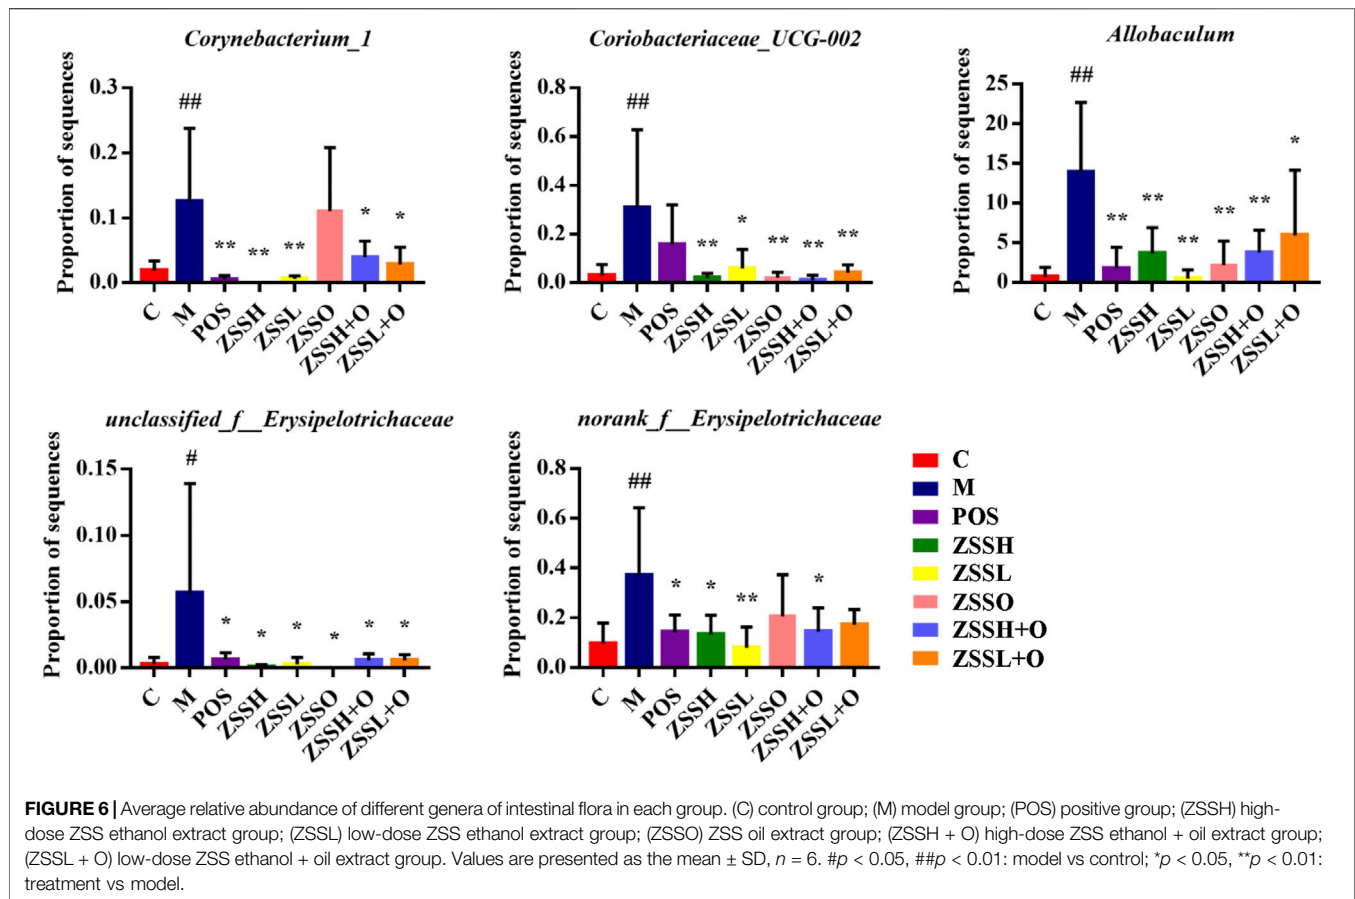 Corynebacterium_1
Proportion of sequences
0.3
0.2
0.1
0.0
##
**
**
**
*
*
C
M
POS
ZSSH
ZSSL
ZSSO
ZSSH+O
ZSSL+O
Coriobacteriaceae_UCG-002
Proportion of sequences
0.8
0.6
0.4
0.2
0.0
##
**
*
**
**
**
C
M
POS
ZSSH
ZSSL
ZSSO
ZSSH+O
ZSSL+O
Allobaculum
Proportion of sequences
25
20
15
10
5
0
##
**
**
**
**
**
*
C
M
POS
ZSSH
ZSSL
ZSSO
ZSSH+O
ZSSL+O
unclassified_f__Erysipelotrichaceae
Proportion of sequences
0.15
0.10
0.05
0.00
#
*
*
*
*
*
*
C
M
POS
ZSSH
ZSSL
ZSSO
ZSSH+O
ZSSL+O
norank_f__Erysipelotrichaceae
Proportion of sequences
0.8
0.6
0.4
0.2
0.0
##
*
*
**
*
C
M
POS
ZSSH
ZSSL
ZSSO
ZSSH+O
ZSSL+O
C
M
POS
ZSSH
ZSSL
ZSSO
ZSSH+O
ZSSL+O
FIGURE 6 | Average relative abundance of different genera of intestinal flora in each group. (C) control group; (M) model group; (POS) positive group; (ZSSH) high-
dose ZSS ethanol extract group; (ZSSL) low-dose ZSS ethanol extract group; (ZSSO) ZSS oil extract group; (ZSSH + O) high-dose ZSS ethanol + oil extract group;
(ZSSL + O) low-dose ZSS ethanol + oil extract group. Values are presented as the mean ± SD, n = 6. #p < 0.05, ##p < 0.01: model vs control; *p < 0.05, **p < 0.01:
treatment vs model.